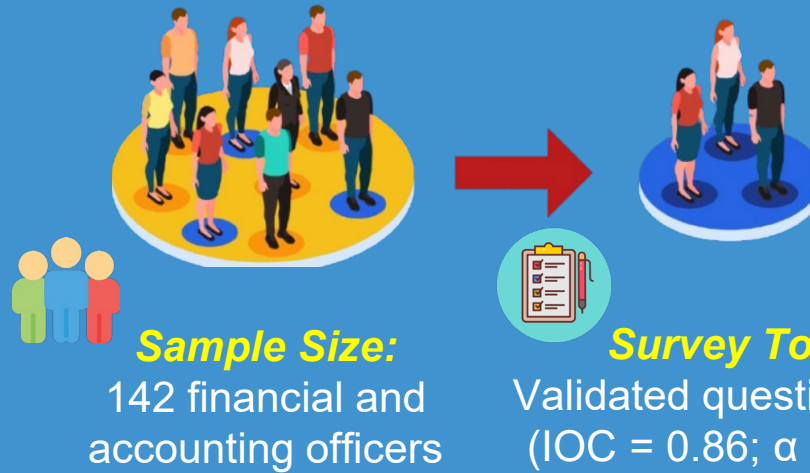 Sample Size:
142 financial and
accounting officers
Survey To
Validated questi
(IOC = 0.86; α